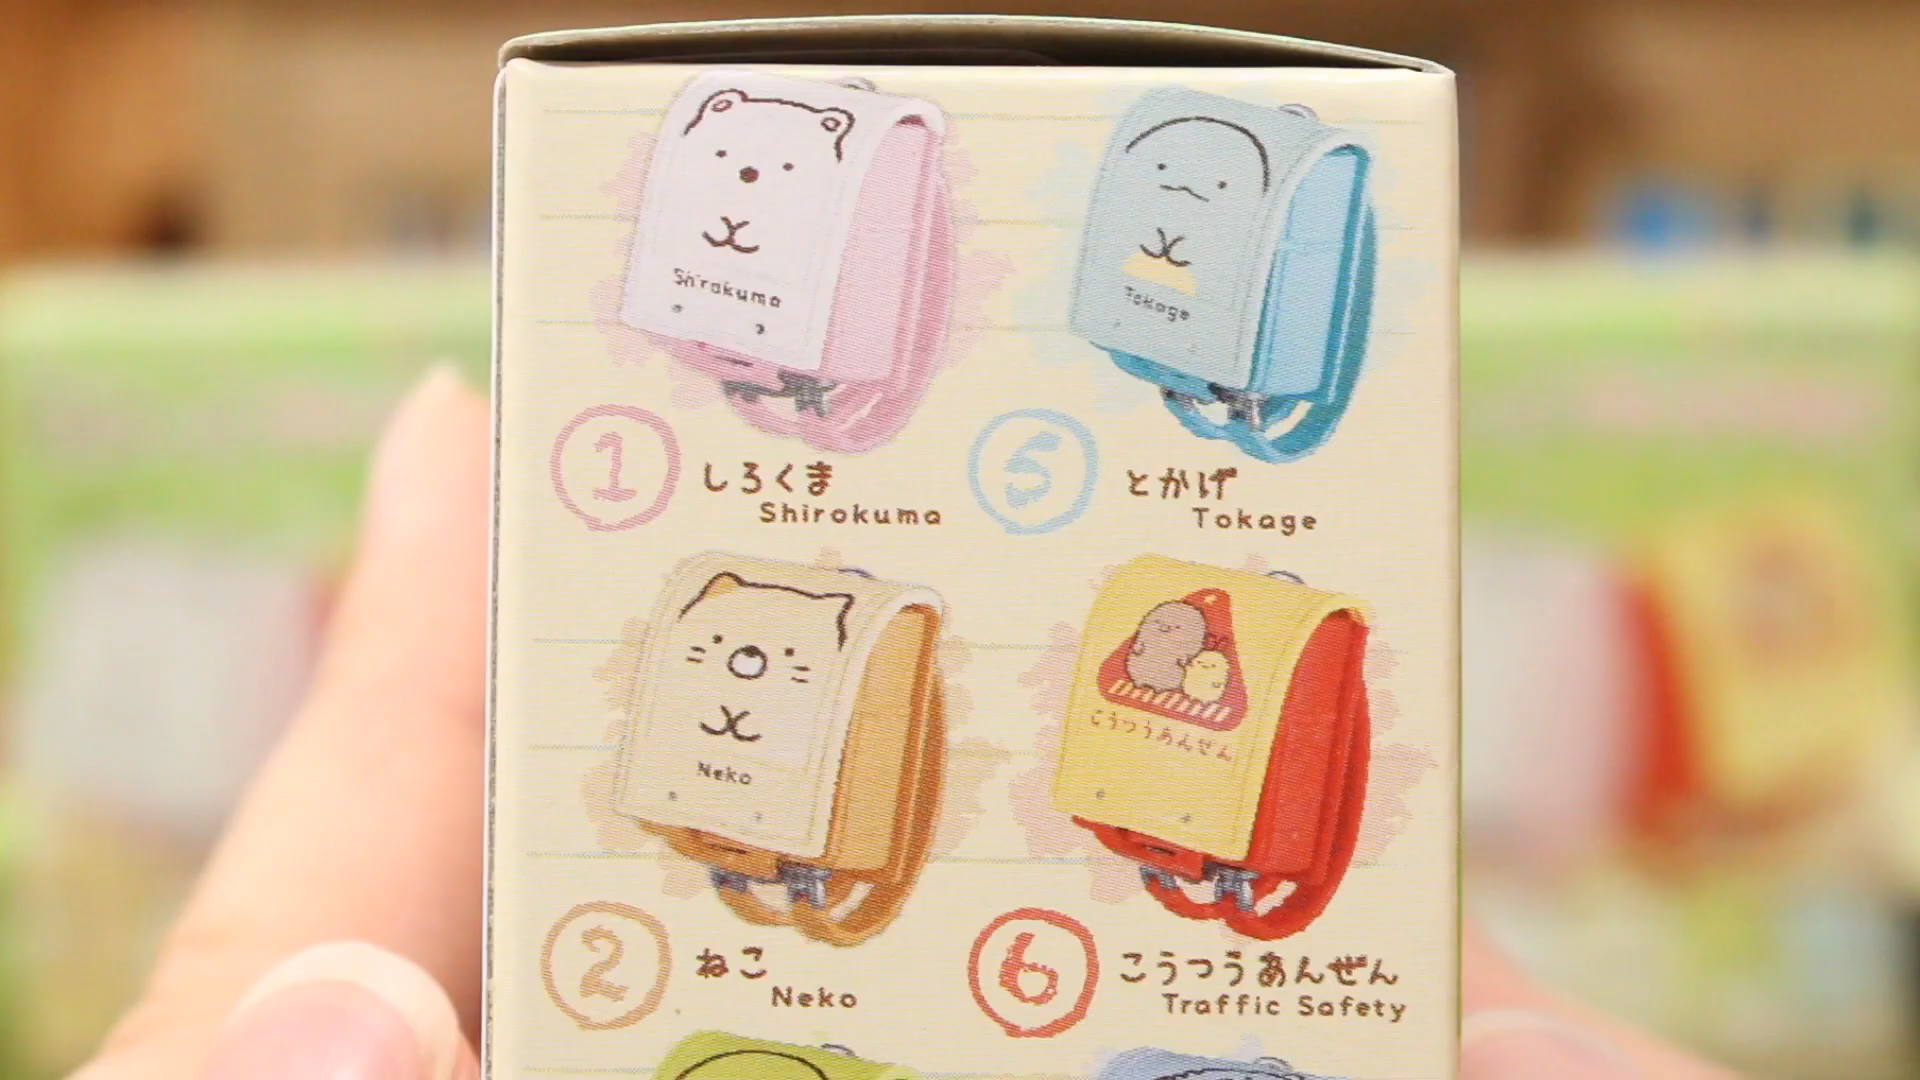 Shirokuma
1
しろくま
Shirokuma
Tokage
5
とかげ
Tokage
Neko
2
ねこ
Neko
こうつうあんぜん
6
こうつうあんぜん
Traffic Safety